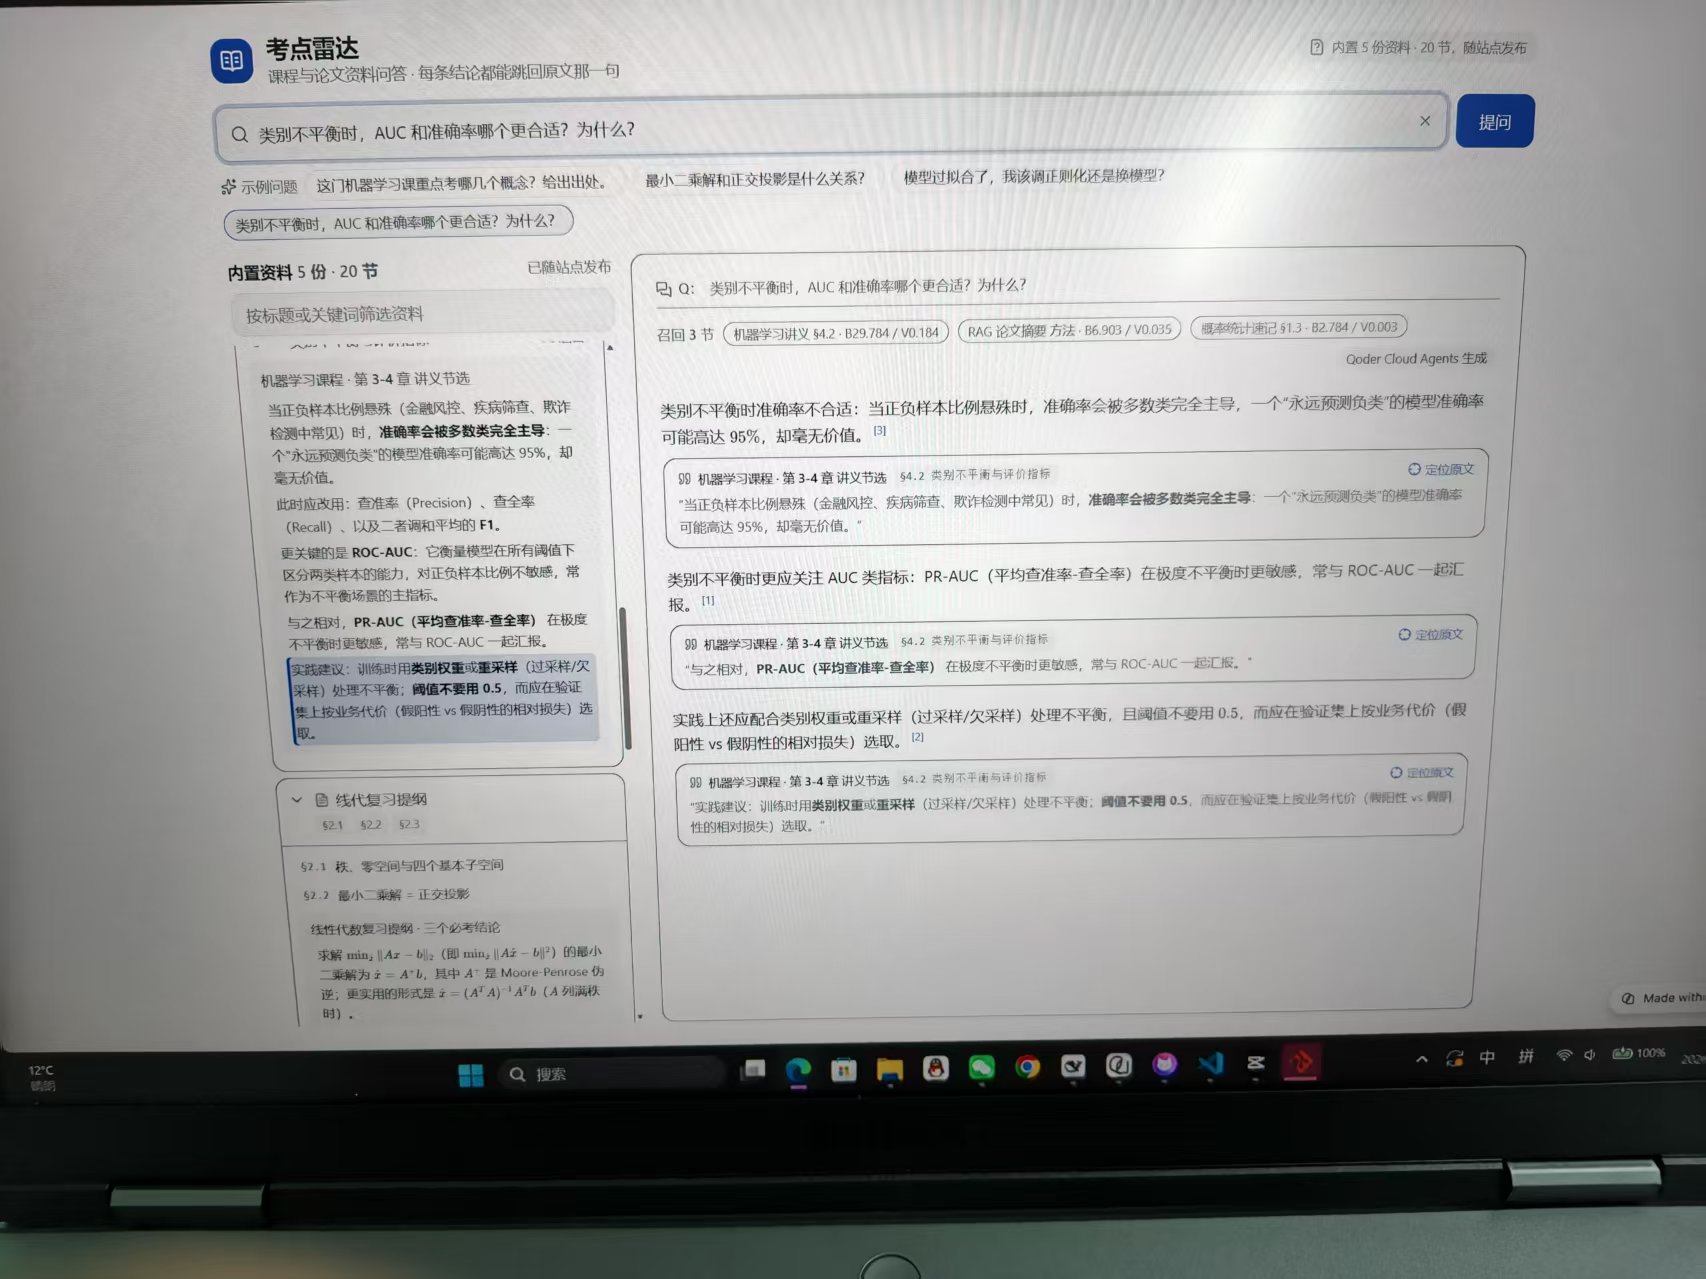 考点雷达
课程与论文资料问答 · 每条结论都能跳回原文那一句
内置 5 份资料 · 20 节，随站点发布
类别不平衡时，AUC 和准确率哪个更合适？为什么？
提问
示例问题
这门机器学习课重点考哪几个概念？给出出处。
最小二乘解和正交投影是什么关系？
模型过拟合了，我该调正则化还是换模型？
类别不平衡时，AUC 和准确率哪个更合适？为什么？
内置资料 5 份 · 20 节
已随站点发布
按标题或关键词筛选资料
机器学习课程 · 第 3-4 章 讲义节选
当正负样本比例悬殊（金融风控、疾病筛查、欺诈
检测中常见）时，准确率会被多数类完全主导：一
个“永远预测负类”的模型准确率可能高达 95%，却
毫无价值。
此时应改用：查准率（Precision）、查全率
（Recall）、以及二者调和平均的 F1。
更关键的是 ROC-AUC：它衡量模型在所有阈值下
区分两类样本的能力，对正负样本比例不敏感，常
作为不平衡场景的主指标。
与之相对，PR-AUC（平均查准率-查全率）在极度
不平衡时更敏感，常与 ROC-AUC 一起汇报。
实践建议：训练时用类别权重或重采样（过采样/欠
采样）处理不平衡；阈值不要用 0.5，而应在验证
集上按业务代价（假阳性 vs 假阴性的相对损失）选
取。
线代复习提纲
§2.1 §2.2 §2.3
§2.1 秩、零空间与四个基本子空间
§2.2 最小二乘解 = 正交投影
线性代数复习提纲 · 三个必考结论
的最小
二乘解为 x̂ = A⁺b，其中 A⁺ 是 Moore-Penrose 伪
逆；更实用的形式是 x̂ = (AᵀA)⁻¹Aᵀb（A 列满秩
时）。
Q: 类别不平衡时，AUC 和准确率哪个更合适？为什么？
召回 3 节
机器学习讲义 §4.2 · B29.784 / V0.184
RAG 论文摘要 方法 · B6.903 / V0.035
概率统计速记 §1.3 · B2.784 / V0.003
Qoder Cloud Agents 生成
类别不平衡时准确率不合适：当正负样本比例悬殊时，准确率会被多数类完全主导，一个“永远预测负类”的模型准确率
可能高达 95%，却毫无价值。 [3]
机器学习课程 · 第 3-4 章 讲义节选 §4.2 类别不平衡与评价指标
定位原文
“当正负样本比例悬殊（金融风控、疾病筛查、欺诈检测中常见）时，准确率会被多数类完全主导：一个“永远预测负类”的模型准确率
可能高达 95%，却毫无价值。”
类别不平衡时更应关注 AUC 类指标：PR-AUC（平均查准率-查全率）在极度不平衡时更敏感，常与 ROC-AUC 一起汇
报。 [1]
机器学习课程 · 第 3-4 章 讲义节选 §4.2 类别不平衡与评价指标
定位原文
“与之相对，PR-AUC（平均查准率-查全率）在极度不平衡时更敏感，常与 ROC-AUC 一起汇报。”
实践上还应配合类别权重或重采样（过采样/欠采样）处理不平衡，且阈值不要用 0.5，而应在验证集上按业务代价（假
阳性 vs 假阴性的相对损失）选取。 [2]
机器学习课程 · 第 3-4 章 讲义节选 §4.2 类别不平衡与评价指标
定位原文
“实践建议：训练时用类别权重或重采样（过采样/欠采样）处理不平衡；阈值不要用 0.5，而应在验证集上按业务代价（假阳性 vs 假阴
性的相对损失）选取。”
Made with
12°C
晴朗
搜索
中
拼
100%